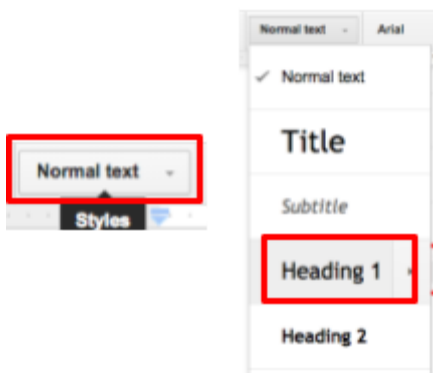 Normal text
Styles
Normal text Arial
Normal text
Title
Subtitle
Heading 1
Heading 2